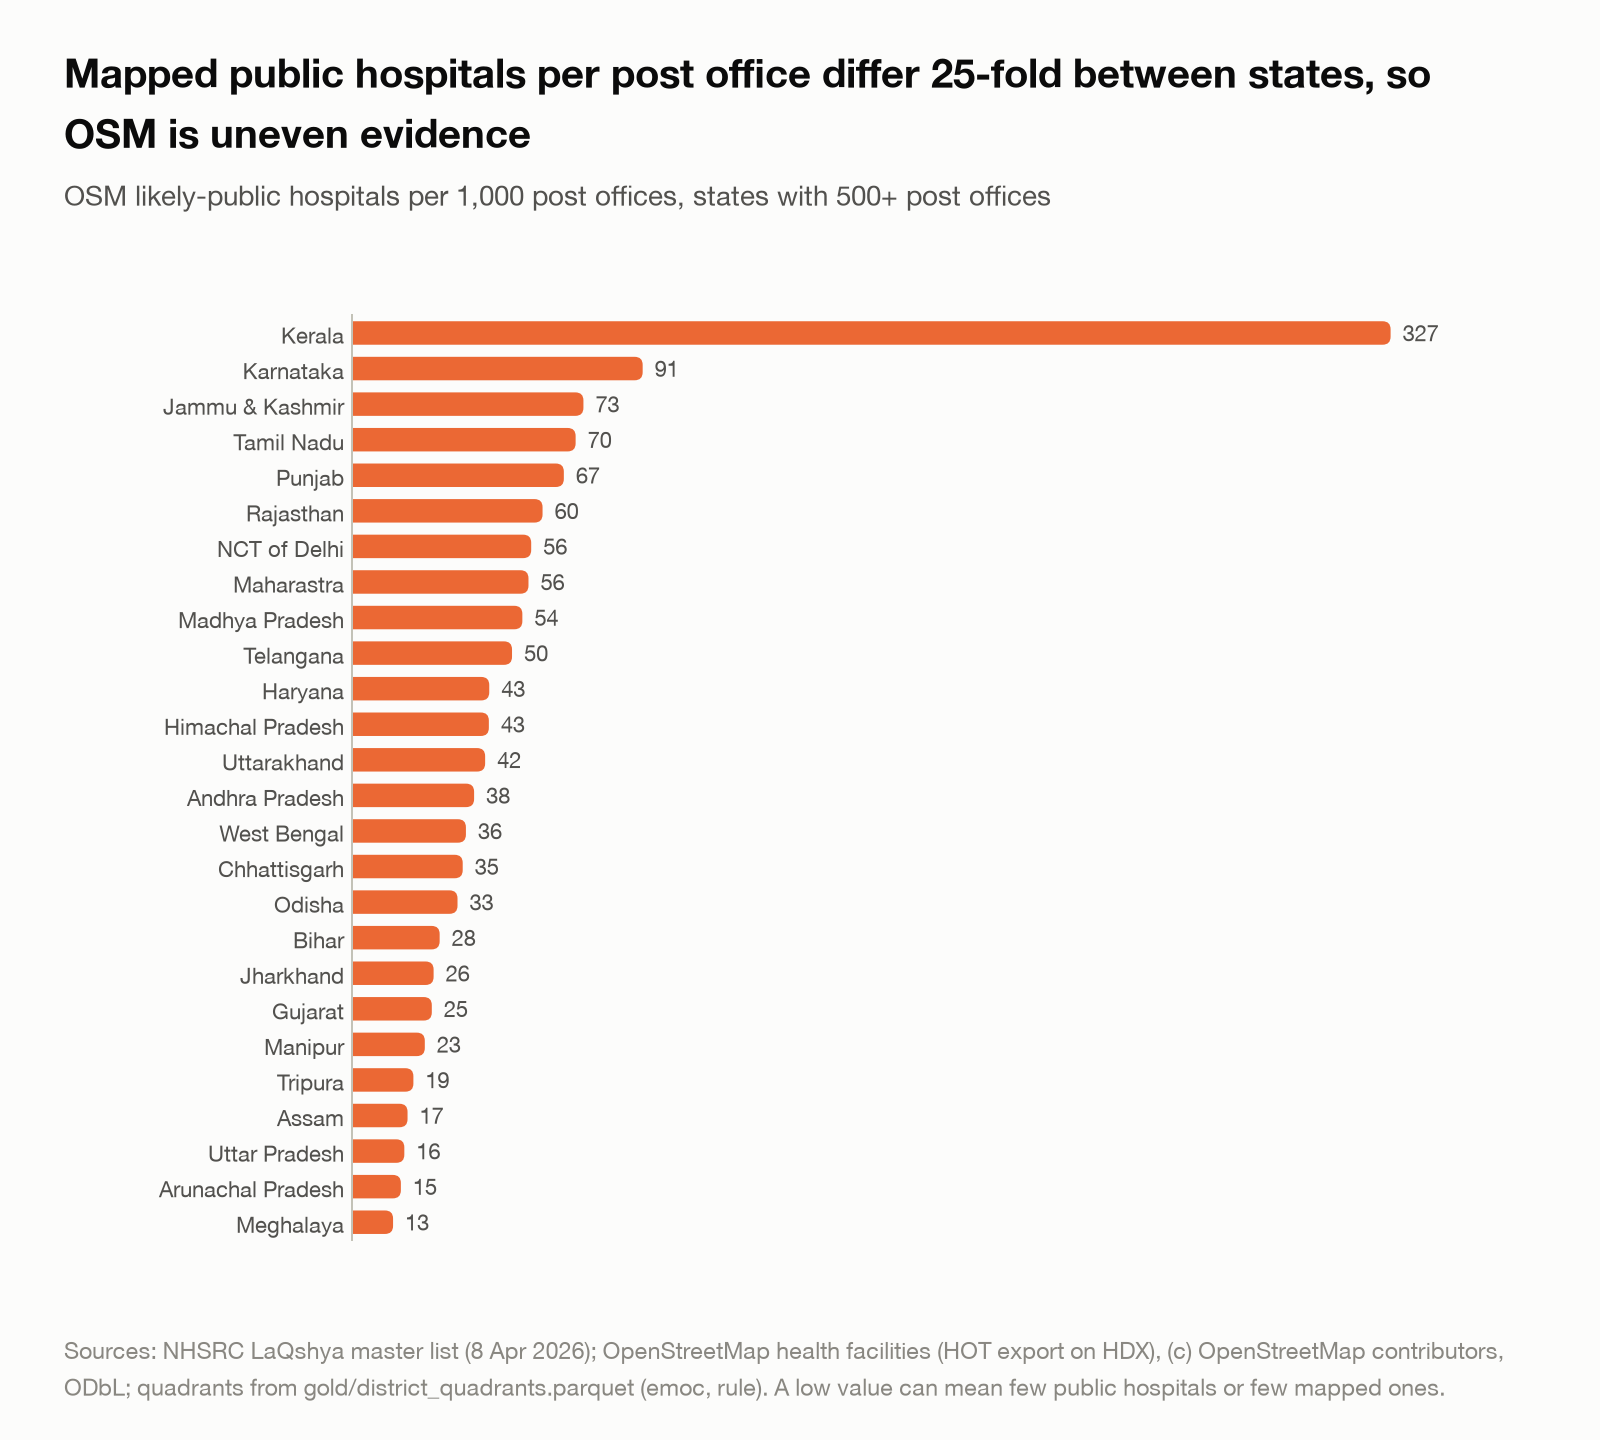 Mapped public hospitals per post office differ 25-fold between states, so
OSM is uneven evidence
OSM likely-public hospitals per 1,000 post offices, states with 500+ post offices
Kerala 327
Karnataka 91
Jammu & Kashmir 73
Tamil Nadu 70
Punjab 67
Rajasthan 60
NCT of Delhi 56
Maharastra 56
Madhya Pradesh 54
Telangana 50
Haryana 43
Himachal Pradesh 43
Uttarakhand 42
Andhra Pradesh 38
West Bengal 36
Chhattisgarh 35
Odisha 33
Bihar 28
Jharkhand 26
Gujarat 25
Manipur 23
Tripura 19
Assam 17
Uttar Pradesh 16
Arunachal Pradesh 15
Meghalaya 13
Sources: NHSRC LaQshya master list (8 Apr 2026); OpenStreetMap health facilities (HOT export on HDX), (c) OpenStreetMap contributors,
ODbL; quadrants from gold/district_quadrants.parquet (emoc, rule). A low value can mean few public hospitals or few mapped ones.